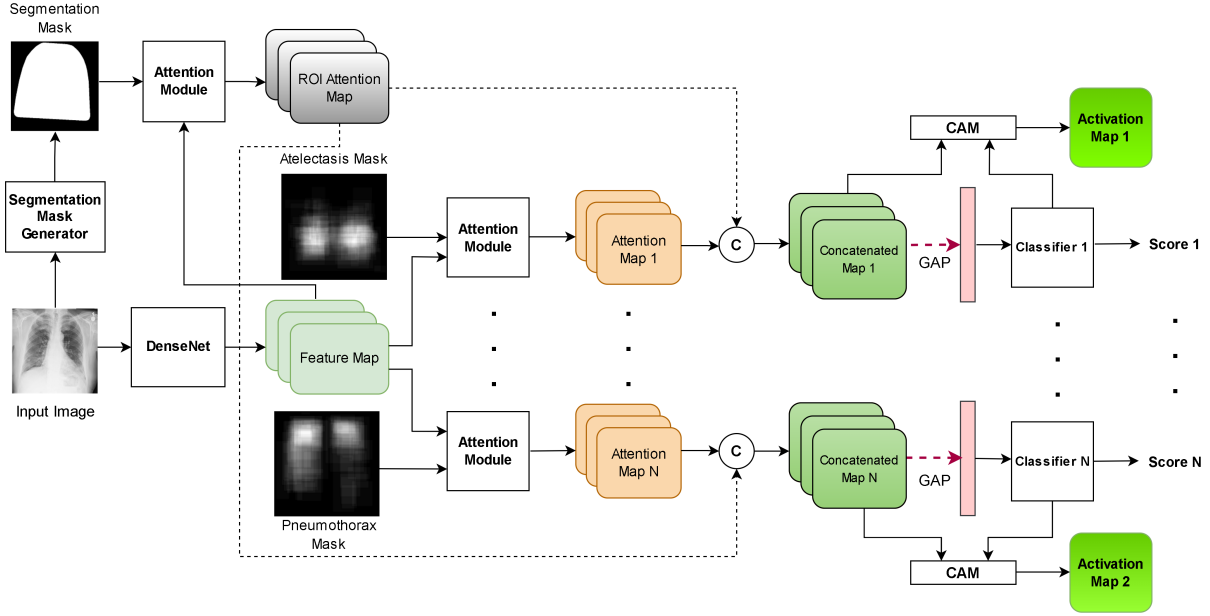 Segmentation
Mask
Attention
Module
ROI Attention
Map
Segmentation
Mask
Generator
Atelectasis Mask
Attention
Module
Attention
Map 1
C
Concatenated
Map 1
GAP
CAM
Activation
Map 1
Classifier 1
Score 1
Input Image
DenseNet
Feature Map
Pneumothorax
Mask
Attention
Module
Attention
Map N
C
Concatenated
Map N
GAP
Classifier N
Score N
CAM
Activation
Map 2